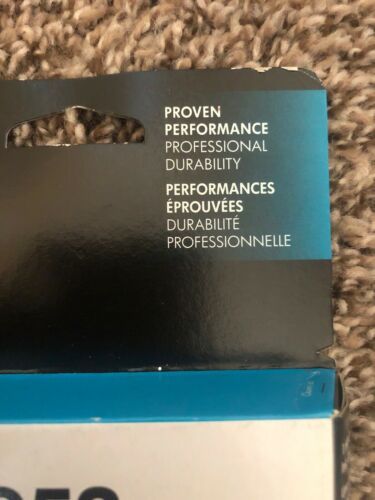 PROVEN
PERFORMANCE
PROFESSIONAL
DURABILITY
PERFORMANCES
ÉPROUVÉES
DURABILITÉ
PROFESSIONNELLE